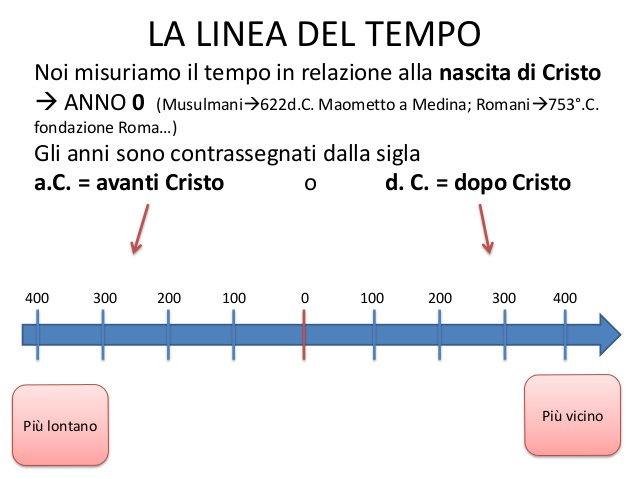 LA LINEA DEL TEMPO
Noi misuriamo il tempo in relazione alla nascita di Cristo
→ ANNO 0 (Musulmani→622d.C. Maometto a Medina; Romani→753°.C.
fondazione Roma…)
Gli anni sono contrassegnati dalla sigla
a.C. = avanti Cristo o d. C. = dopo Cristo
400 300 200 100 0 100 200 300 400
Più lontano
Più vicino